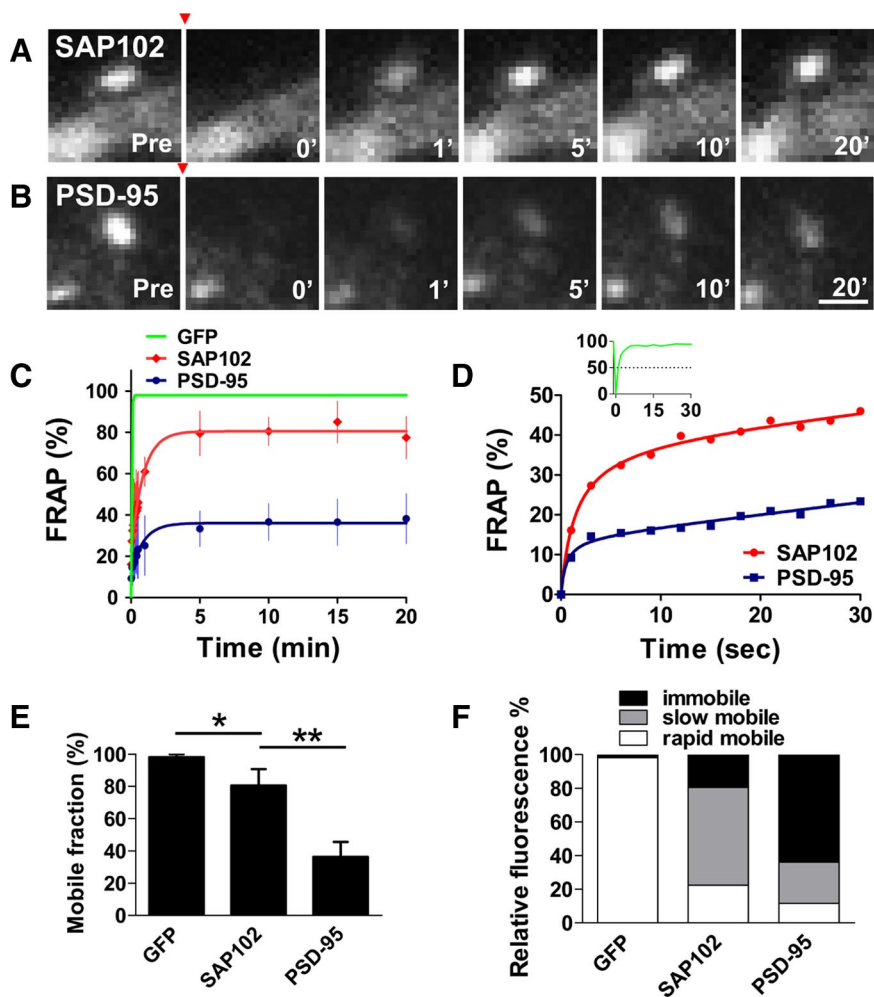 A
SAP102
Pre
0'
1'
5'
10'
20'
B
PSD-95
Pre
0'
1'
5'
10'
20'
C
GFP
SAP102
PSD-95
FRAP (%)
100
80
60
40
20
0
0 5 10 15 20
Time (min)
D
100
50
0
0 15 30
FRAP (%)
50
40
30
20
10
0
SAP102
PSD-95
0 10 20 30
Time (sec)
E
* **
Mobile fraction (%)
100
80
60
40
20
0
GFP
SAP102
PSD-95
F
immobile
slow mobile
rapid mobile
Relative fluorescence %
100
80
60
40
20
0
GFP
SAP102
PSD-95